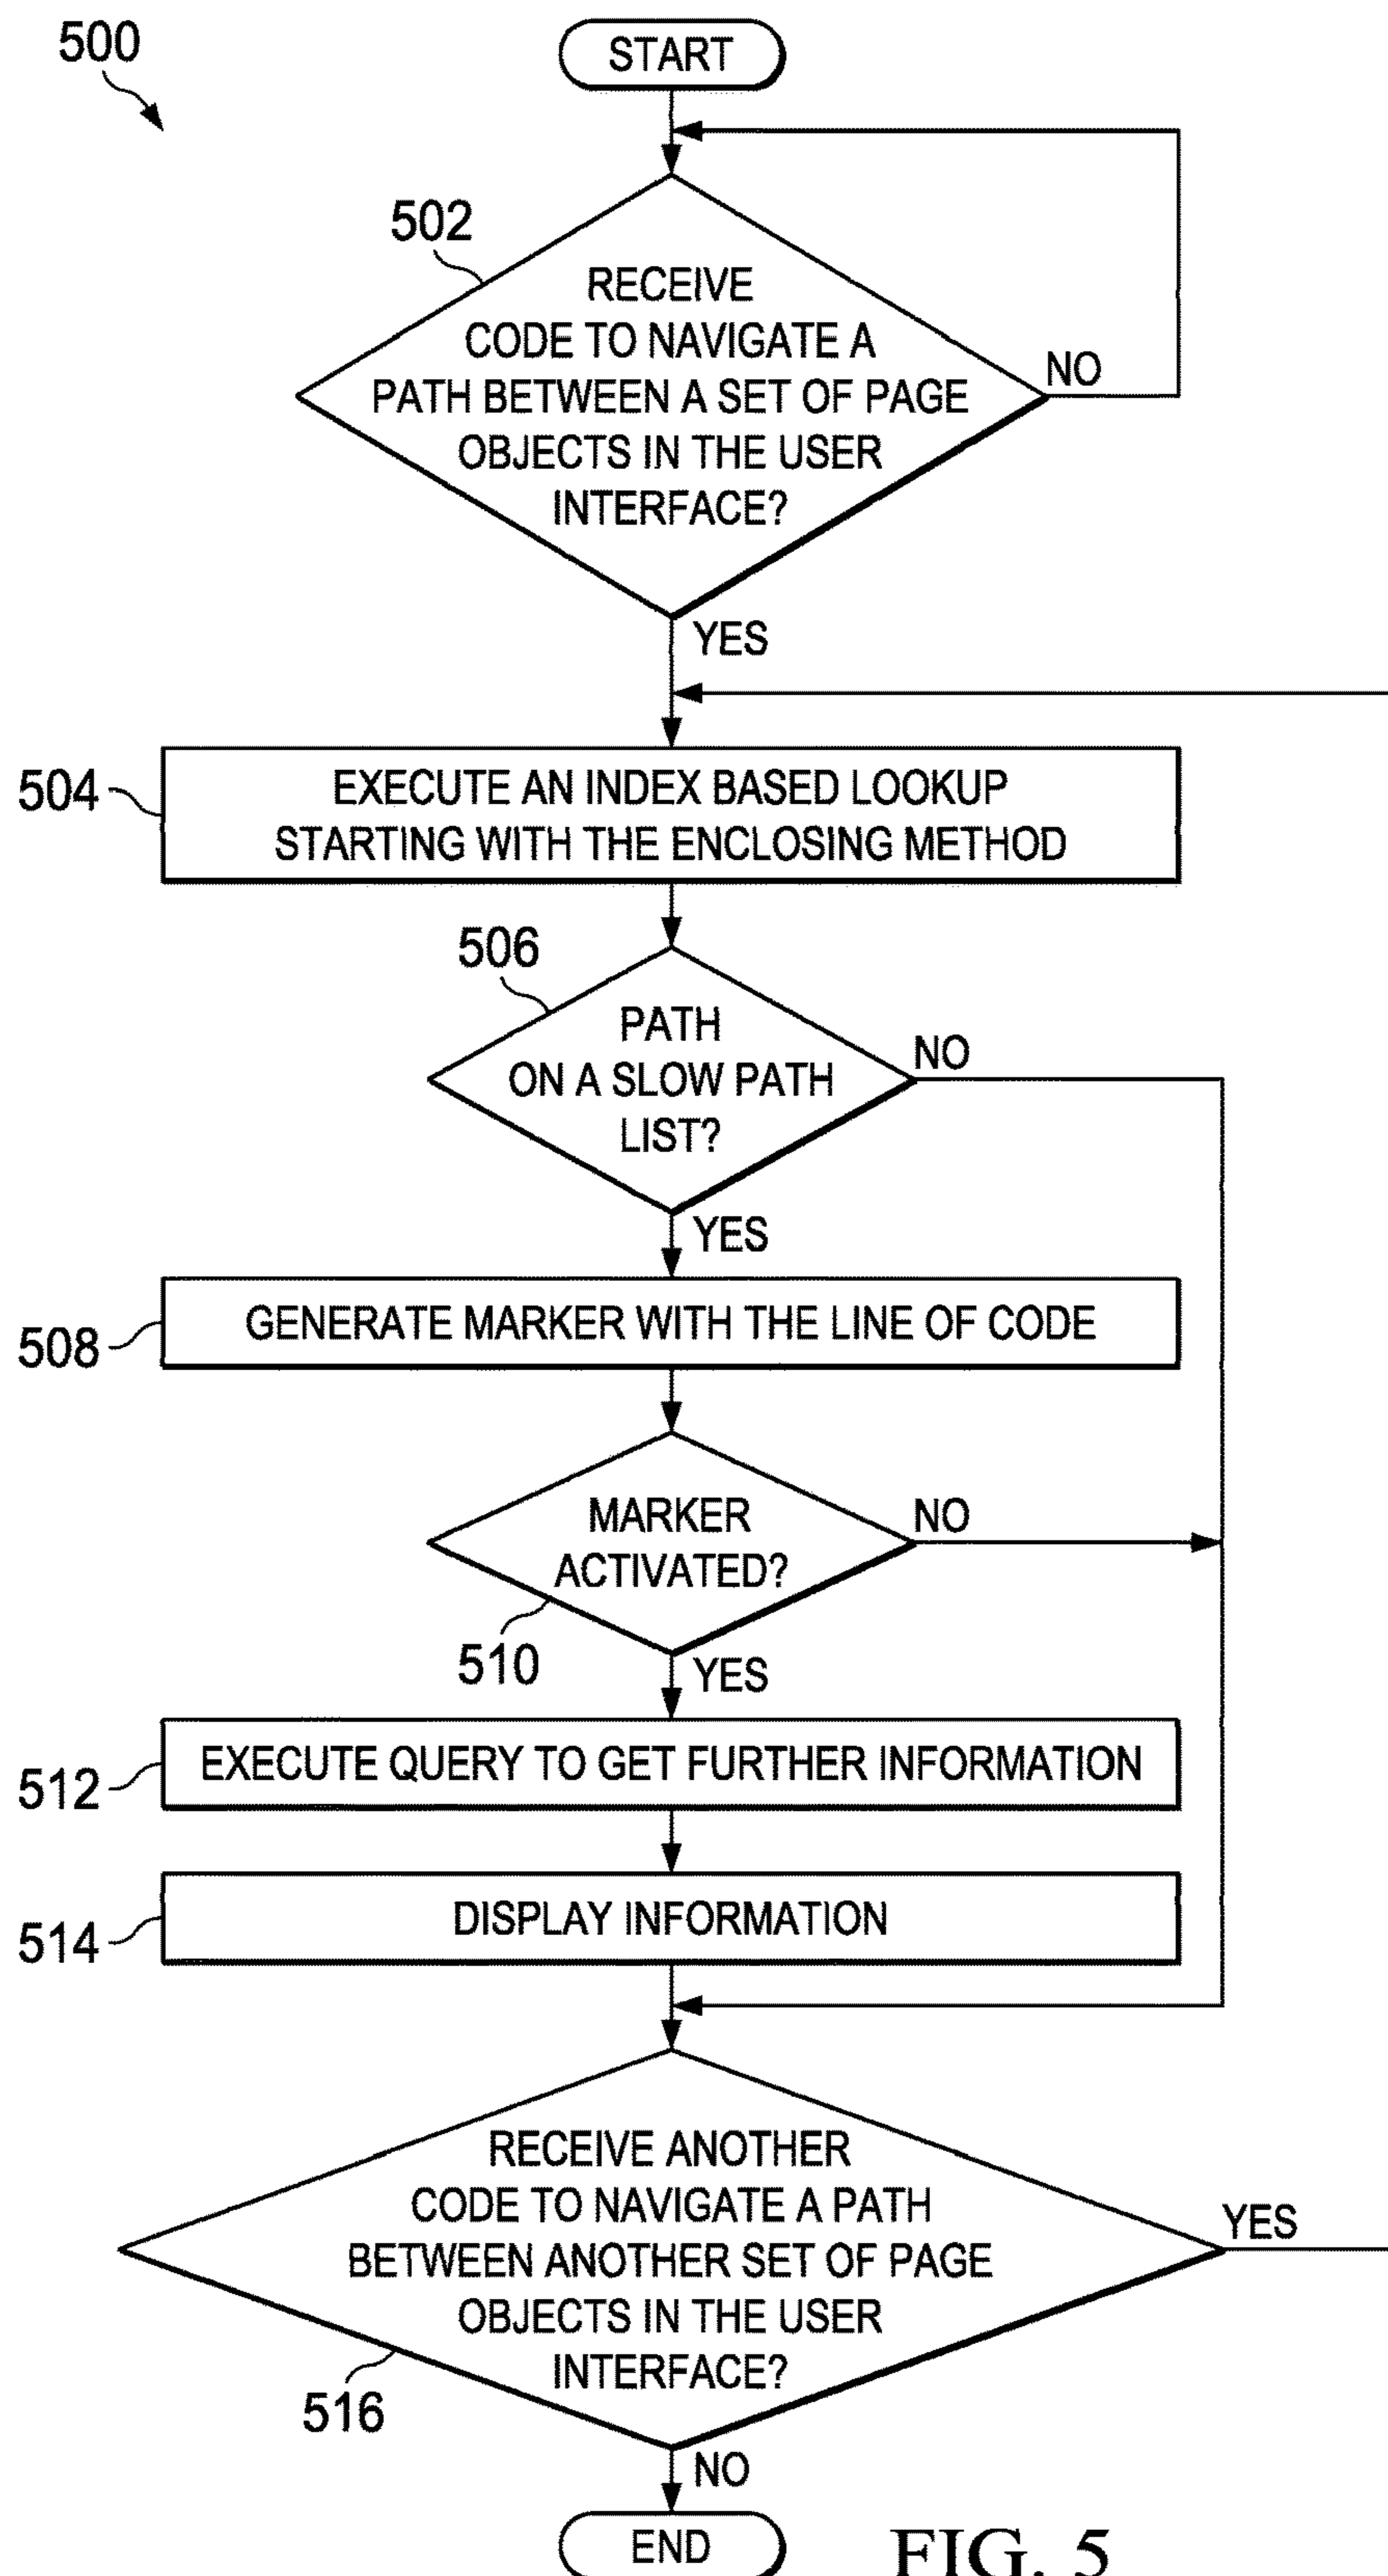 500
START
502
RECEIVE
CODE TO NAVIGATE A
PATH BETWEEN A SET OF PAGE
OBJECTS IN THE USER
INTERFACE?
NO
YES
504
EXECUTE AN INDEX BASED LOOKUP
STARTING WITH THE ENCLOSING METHOD
506
PATH
ON A SLOW PATH
LIST?
NO
YES
508
GENERATE MARKER WITH THE LINE OF CODE
MARKER
ACTIVATED?
NO
510
YES
512
EXECUTE QUERY TO GET FURTHER INFORMATION
514
DISPLAY INFORMATION
RECEIVE ANOTHER
CODE TO NAVIGATE A PATH
BETWEEN ANOTHER SET OF PAGE
OBJECTS IN THE USER
INTERFACE?
YES
516
NO
END
FIG. 5